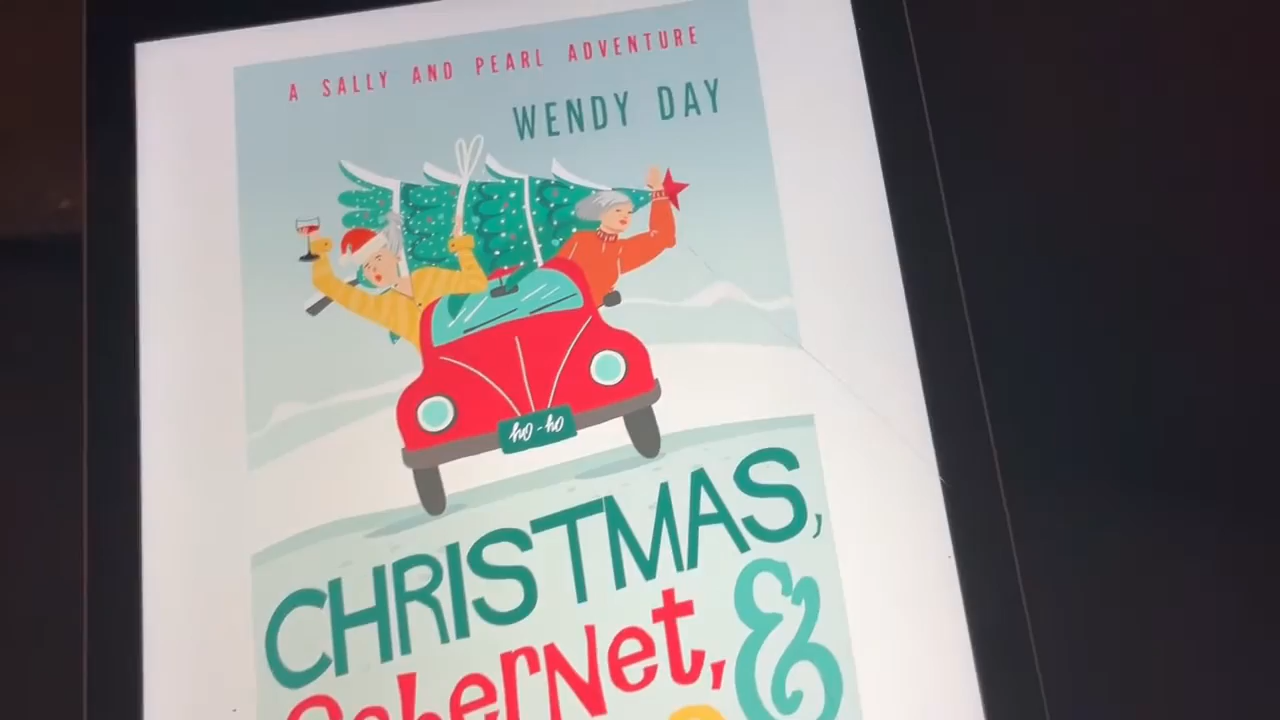 A SALLY AND PEARL ADVENTURE
WENDY DAY
ho-ho
CHRISTMAS,
CaberNet,
&